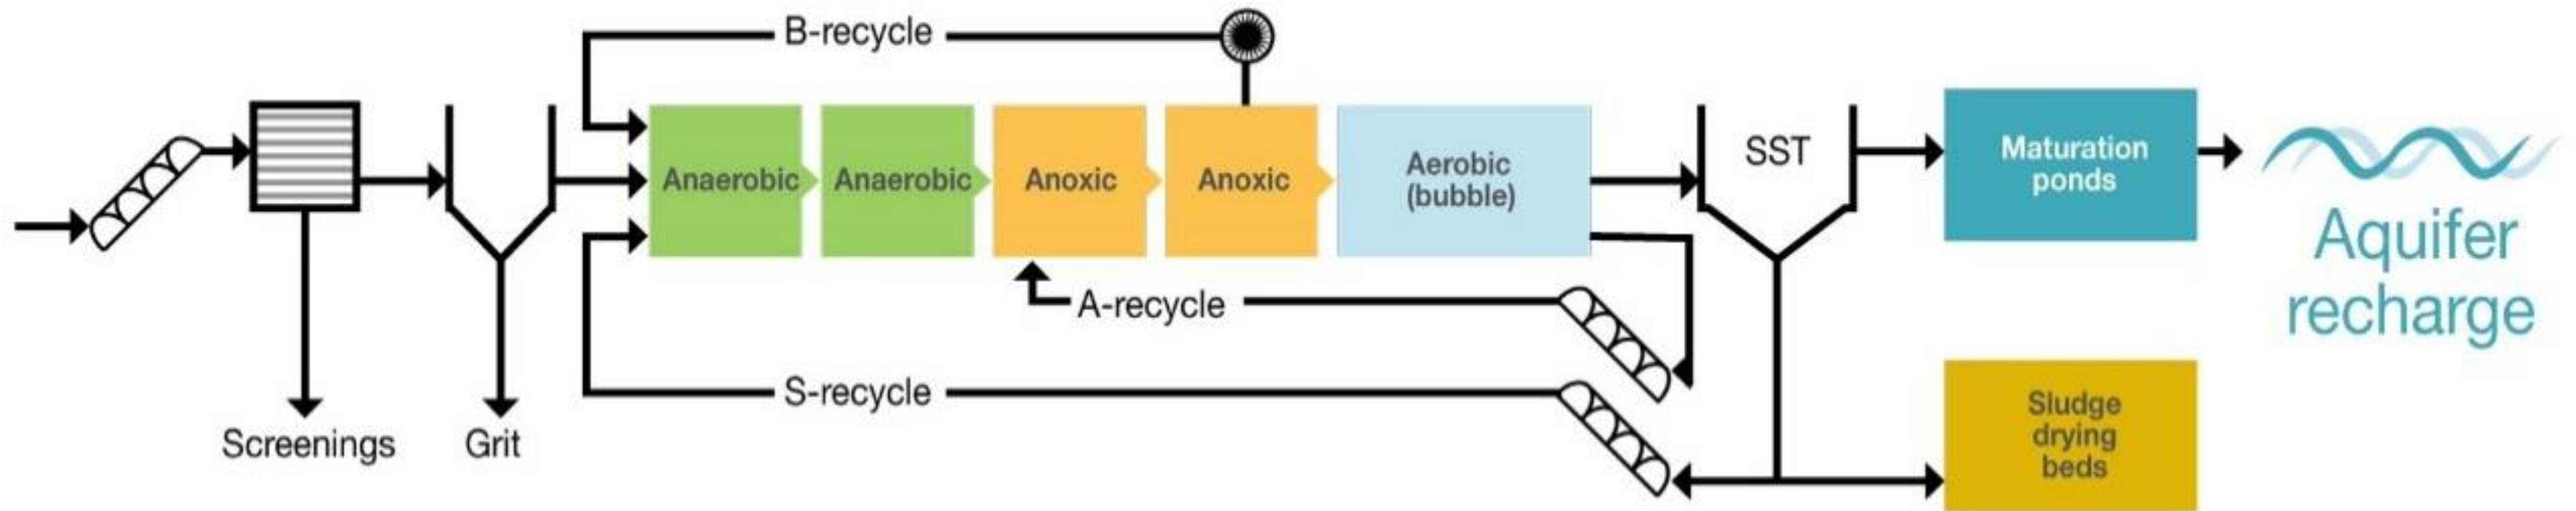 B-recycle
Anaerobic
Anaerobic
Anoxic
Anoxic
Aerobic
(bubble)
SST
Maturation
ponds
Aquifer
recharge
A-recycle
S-recycle
Screenings
Grit
Sludge
drying
beds